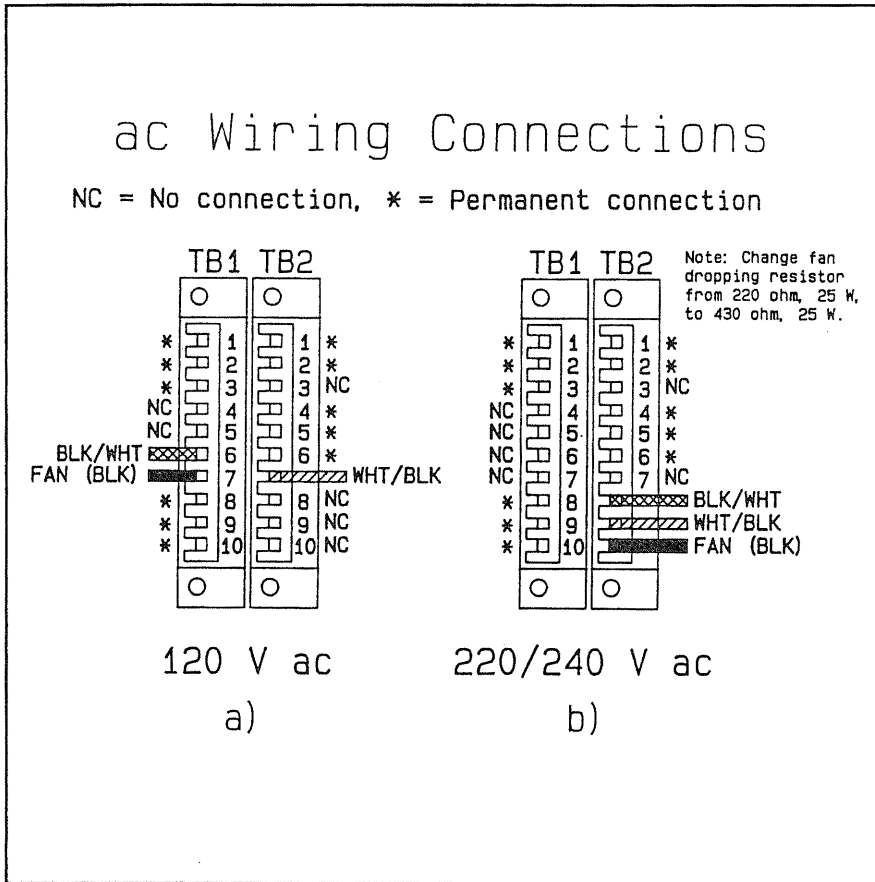 ac Wiring Connections
NC = No connection, * = Permanent connection
TB1 TB2
* 1 1 *
* 2 2 *
* 3 3 NC
NC 4 4 *
NC 5 5 *
BLK/WHT 6 6 *
FAN (BLK) 7 WHT/BLK
* 8 8 NC
* 9 9 NC
* 10 10 NC
120 V ac
a)
TB1 TB2
Note: Change fan
dropping resistor
from 220 ohm, 25 W,
to 430 ohm, 25 W.
* 1 1 *
* 2 2 *
* 3 3 NC
NC 4 4 *
NC 5 5 *
NC 6 6 *
NC 7 7 NC
* 8 BLK/WHT
* 9 WHT/BLK
* 10 FAN (BLK)
220/240 V ac
b)